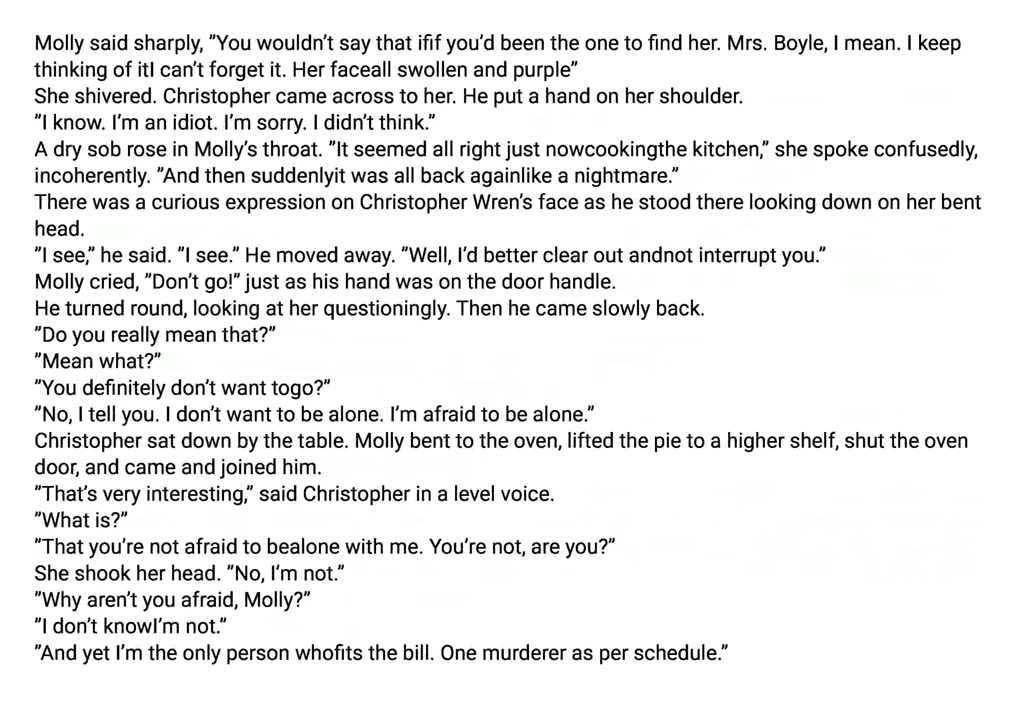 Molly said sharply, "You wouldn't say that ifif you'd been the one to find her. Mrs. Boyle, I mean. I keep
thinking of itI can't forget it. Her faceall swollen and purple"
She shivered. Christopher came across to her. He put a hand on her shoulder.
"I know. I'm an idiot. I'm sorry. I didn't think."
A dry sob rose in Molly's throat. "It seemed all right just nowcookingthe kitchen," she spoke confusedly,
incoherently. "And then suddenlyit was all back againlike a nightmare."
There was a curious expression on Christopher Wren's face as he stood there looking down on her bent
head.
"I see," he said. "I see." He moved away. "Well, I'd better clear out andnot interrupt you."
Molly cried, "Don't go!" just as his hand was on the door handle.
He turned round, looking at her questioningly. Then he came slowly back.
"Do you really mean that?"
"Mean what?"
"You definitely don't want togo?"
"No, I tell you. I don't want to be alone. I'm afraid to be alone."
Christopher sat down by the table. Molly bent to the oven, lifted the pie to a higher shelf, shut the oven
door, and came and joined him.
"That's very interesting," said Christopher in a level voice.
"What is?"
"That you're not afraid to bealone with me. You're not, are you?"
She shook her head. "No, I'm not."
"Why aren't you afraid, Molly?"
"I don't knowI'm not."
"And yet I'm the only person whofits the bill. One murderer as per schedule."